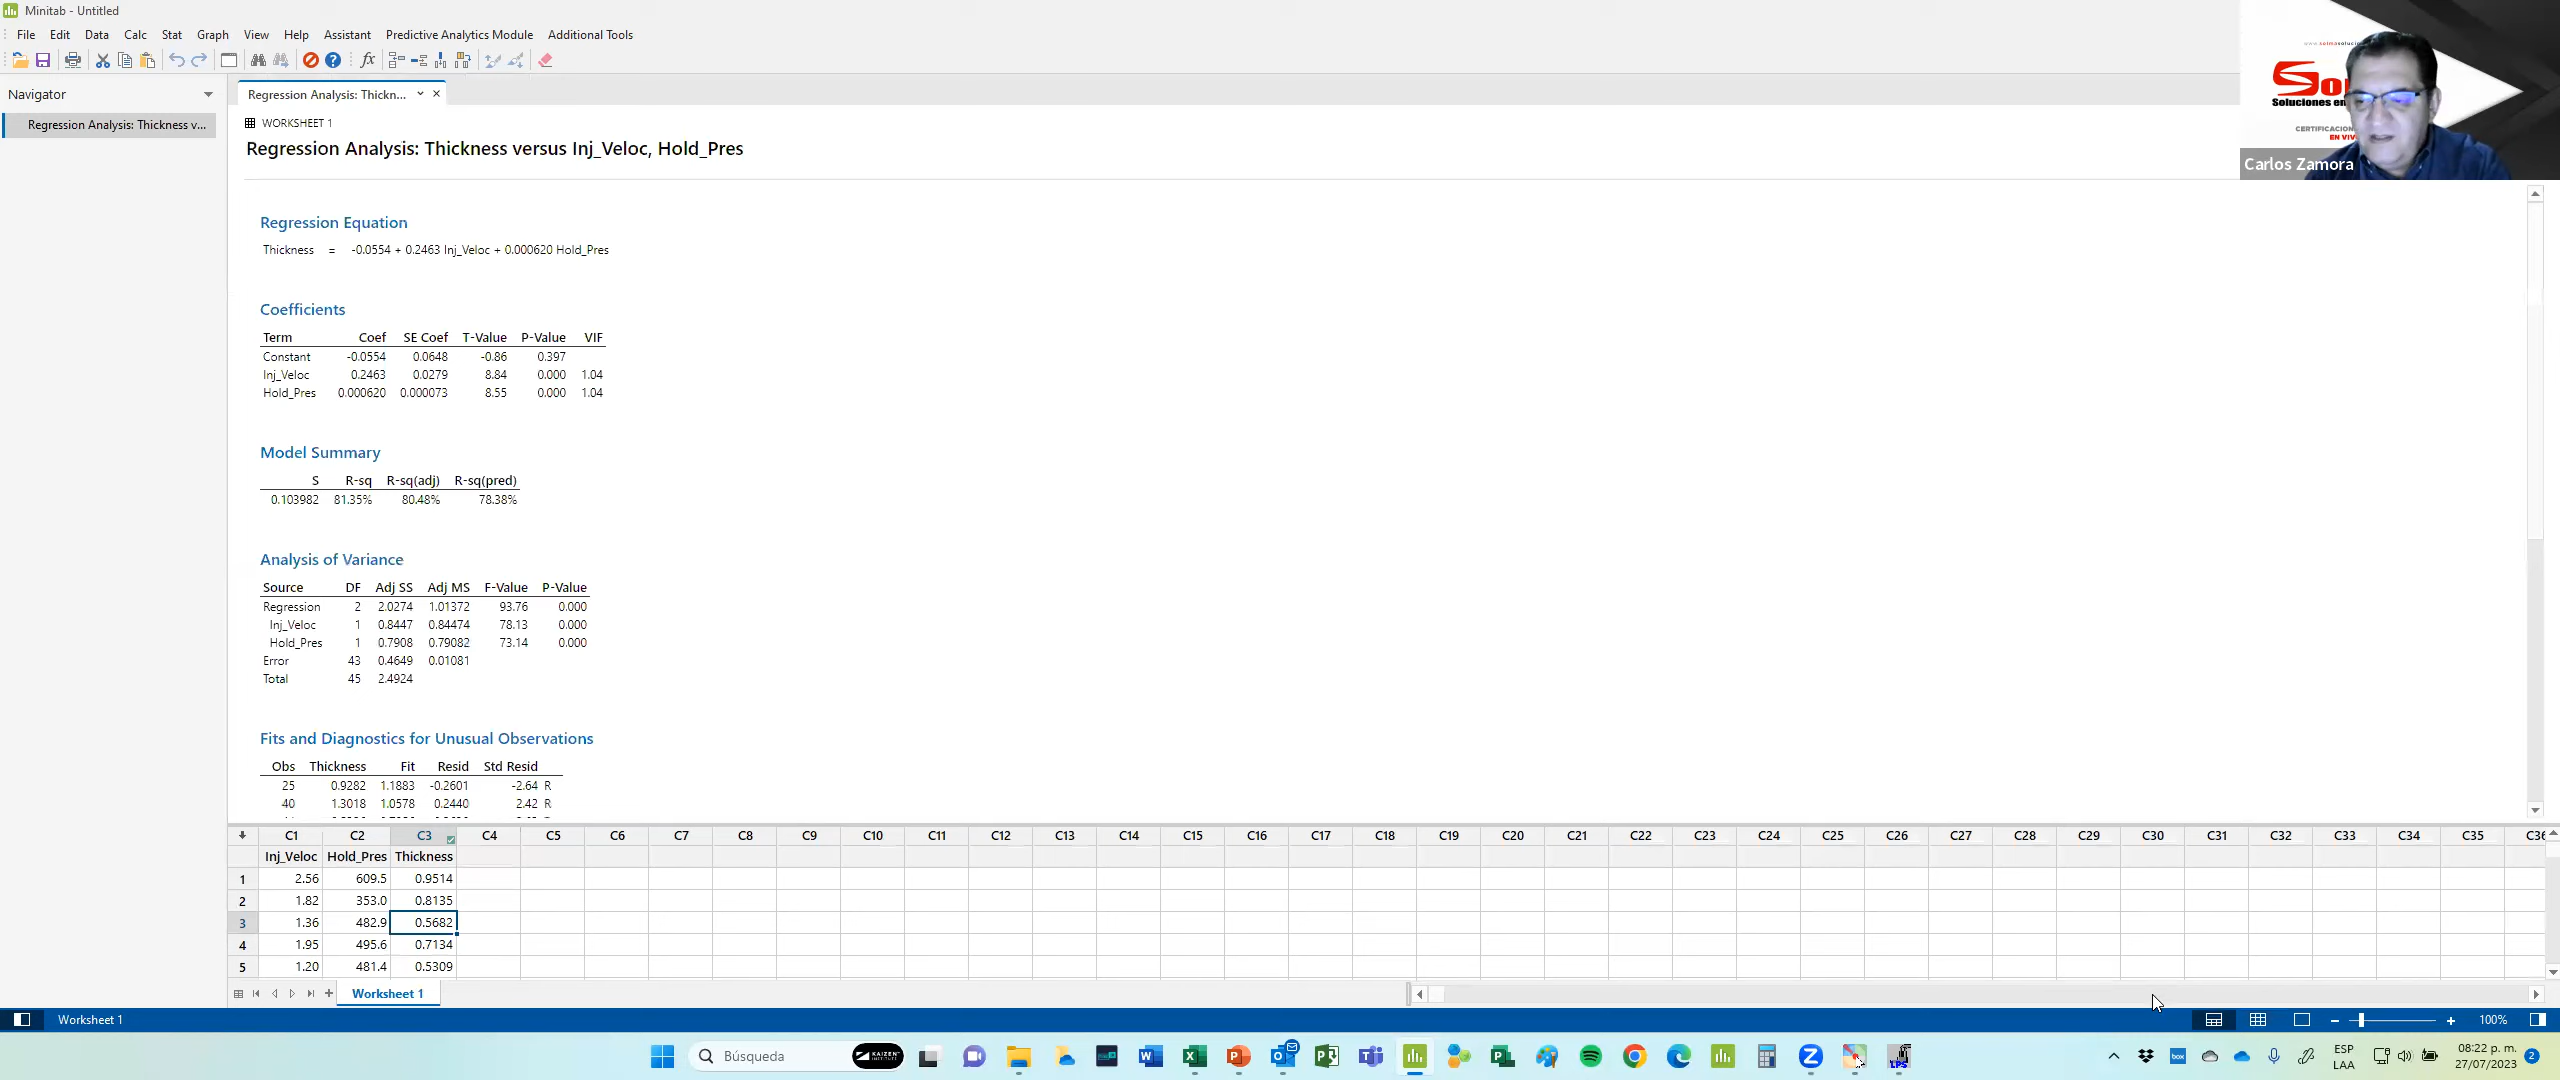 Minitab - Untitled
File Edit Data Calc Stat Graph View Help Assistant Predictive Analytics Module Additional Tools
Navigator
Regression Analysis: Thickness v...
Regression Analysis: Thickn...
WORKSHEET 1
Regression Analysis: Thickness versus Inj_Veloc, Hold_Pres
Regression Equation
Thickness = -0.0554 + 0.2463 Inj_Veloc + 0.000620 Hold_Pres
Coefficients
Term Coef SE Coef T-Value P-Value VIF
Constant -0.0554 0.0648 -0.86 0.397
Inj_Veloc 0.2463 0.0279 8.84 0.000 1.04
Hold_Pres 0.000620 0.000073 8.55 0.000 1.04
Model Summary
S R-sq R-sq(adj) R-sq(pred)
0.103982 81.35% 80.48% 78.38%
Analysis of Variance
Source DF Adj SS Adj MS F-Value P-Value
Regression 2 2.0274 1.01372 93.76 0.000
Inj_Veloc 1 0.8447 0.84474 78.13 0.000
Hold_Pres 1 0.7908 0.79082 73.14 0.000
Error 43 0.4649 0.01081
Total 45 2.4924
Fits and Diagnostics for Unusual Observations
Obs Thickness Fit Resid Std Resid
25 0.9282 1.1883 -0.2601 -2.64 R
40 1.3018 1.0578 0.2440 2.42 R
So
Soluciones en
CERTIFICACION
EN VIV
Carlos Zamora
C1 C2 C3 C4 C5 C6 C7 C8 C9 C10 C11 C12 C13 C14 C15 C16 C17 C18 C19 C20 C21 C22 C23 C24 C25 C26 C27 C28 C29 C30 C31 C32 C33 C34 C35 C36
Inj_Veloc Hold_Pres Thickness
1 2.56 609.5 0.9514
2 1.82 353.0 0.8135
3 1.36 482.9 0.5682
4 1.95 495.6 0.7134
5 1.20 481.4 0.5309
Worksheet 1
Worksheet 1
100%
Búsqueda
KAIZEN
ESP
LAA
08:22 p. m.
27/07/2023
2